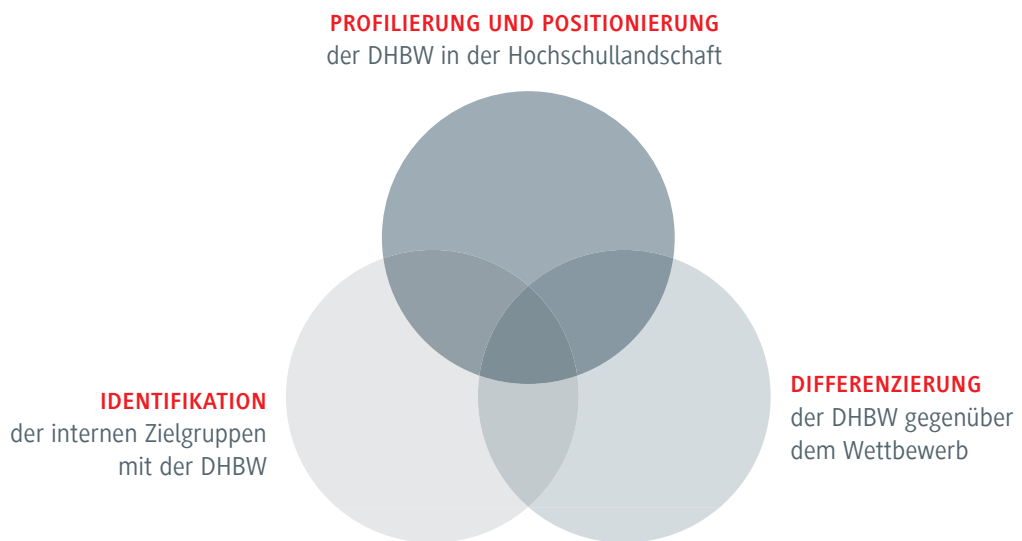 PROFILIERUNG UND POSITIONIERUNG
der DHBW in der Hochschullandschaft
IDENTIFIKATION
der internen Zielgruppen
mit der DHBW
DIFFERENZIERUNG
der DHBW gegenüber
dem Wettbewerb